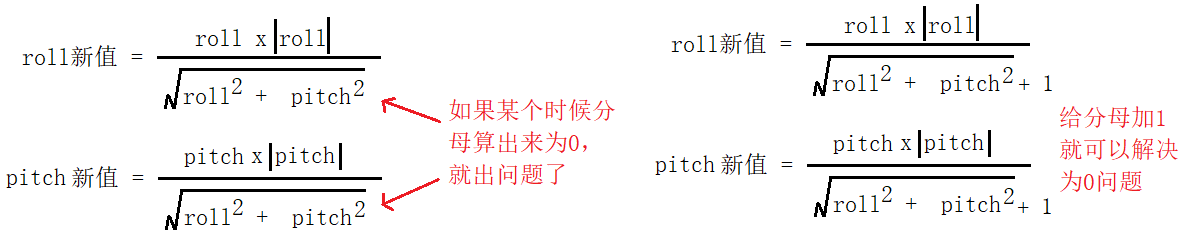 roll新值 = roll x |roll| / √(roll² + pitch²)
pitch 新值 = pitch x |pitch| / √(roll² + pitch²)
如果某个时候分
母算出来为0,
就出问题了
roll新值 = roll x |roll| / (√(roll² + pitch²) + 1)
pitch 新值 = pitch x |pitch| / (√(roll² + pitch²) + 1)
给分母加1
就可以解决
为0问题